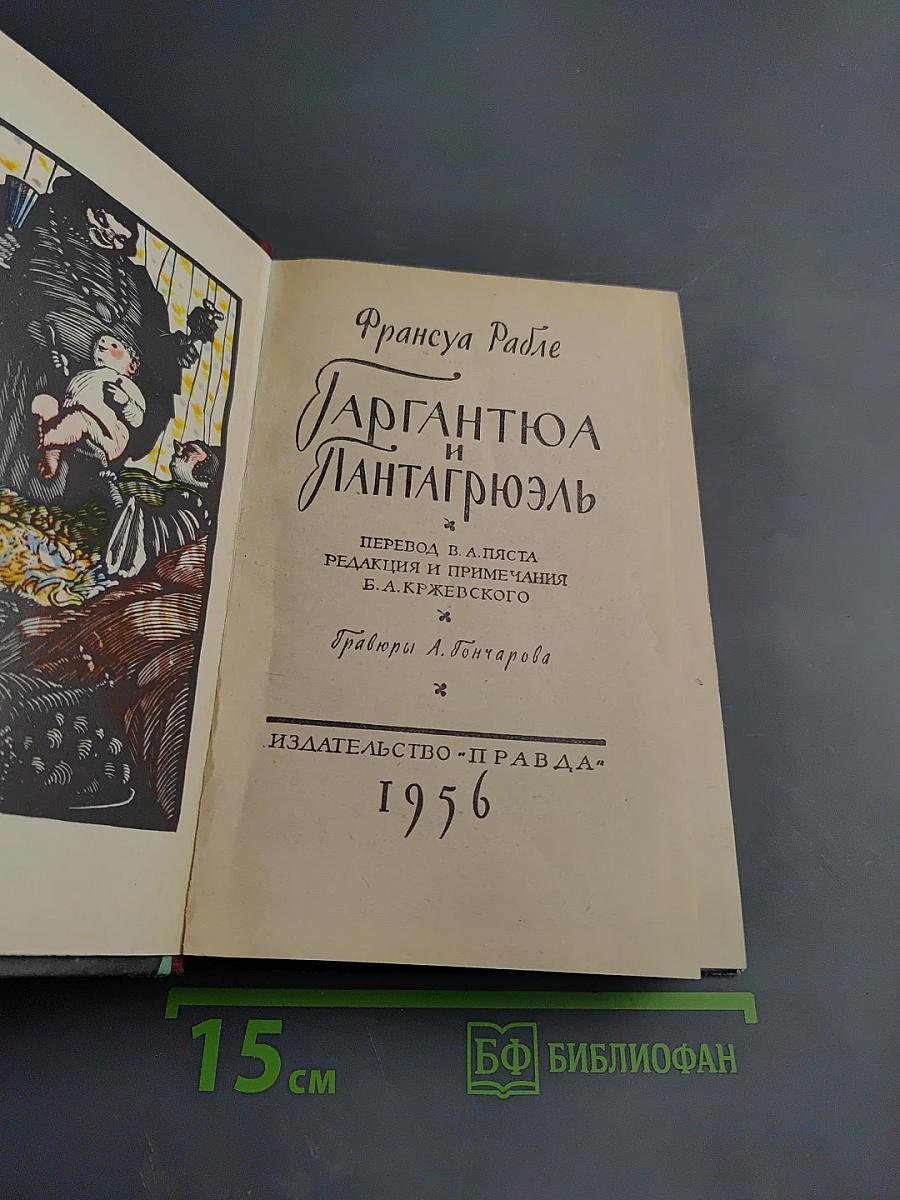 Франсуа Рабле
Гаргантюа
и
Пантагрюэль
ПЕРЕВОД В. А. ПЯСТА
РЕДАКЦИЯ И ПРИМЕЧАНИЯ
Б. А. КРЖЕВСКОГО
Гравюры А. Гончарова
ИЗДАТЕЛЬСТВО „ПРАВДА“
1956
15 см
БФ БИБЛИОФАН